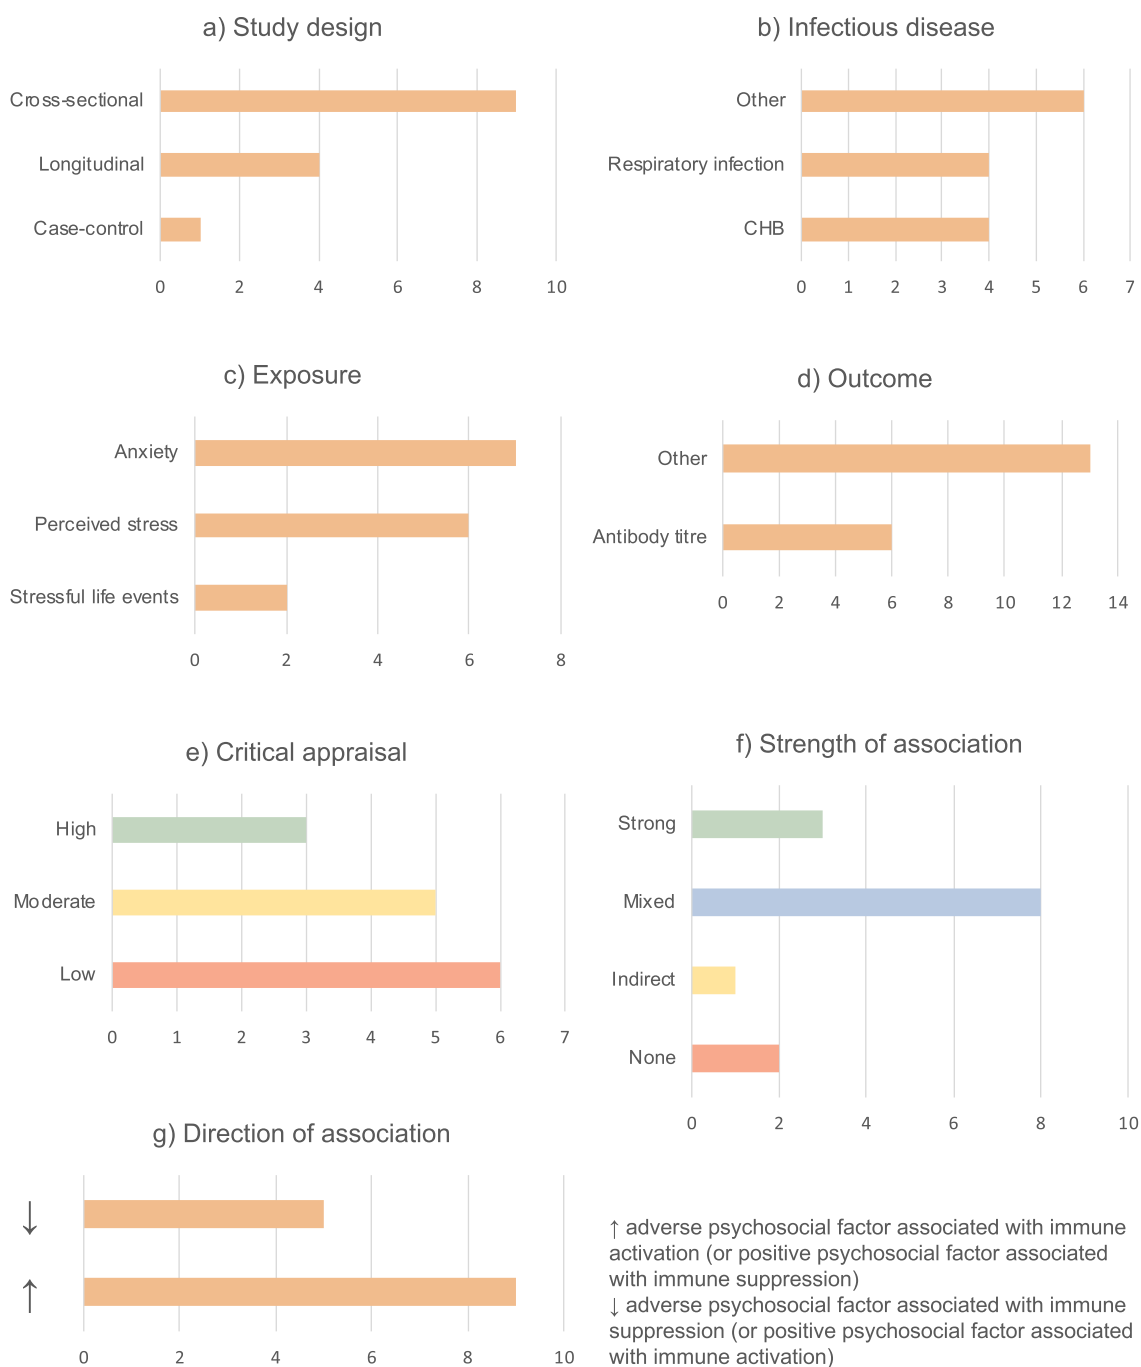 a) Study design
Cross-sectional
Longitudinal
Case-control
0 2 4 6 8 10
b) Infectious disease
Other
Respiratory infection
CHB
0 1 2 3 4 5 6 7
c) Exposure
Anxiety
Perceived stress
Stressful life events
0 2 4 6 8
d) Outcome
Other
Antibody titre
0 2 4 6 8 10 12 14
e) Critical appraisal
High
Moderate
Low
0 1 2 3 4 5 6 7
f) Strength of association
Strong
Mixed
Indirect
None
0 2 4 6 8 10
g) Direction of association
↓
↑
0 2 4 6 8 10
↑ adverse psychosocial factor associated with immune
activation (or positive psychosocial factor associated
with immune suppression)
↓ adverse psychosocial factor associated with immune
suppression (or positive psychosocial factor associated
with immune activation)